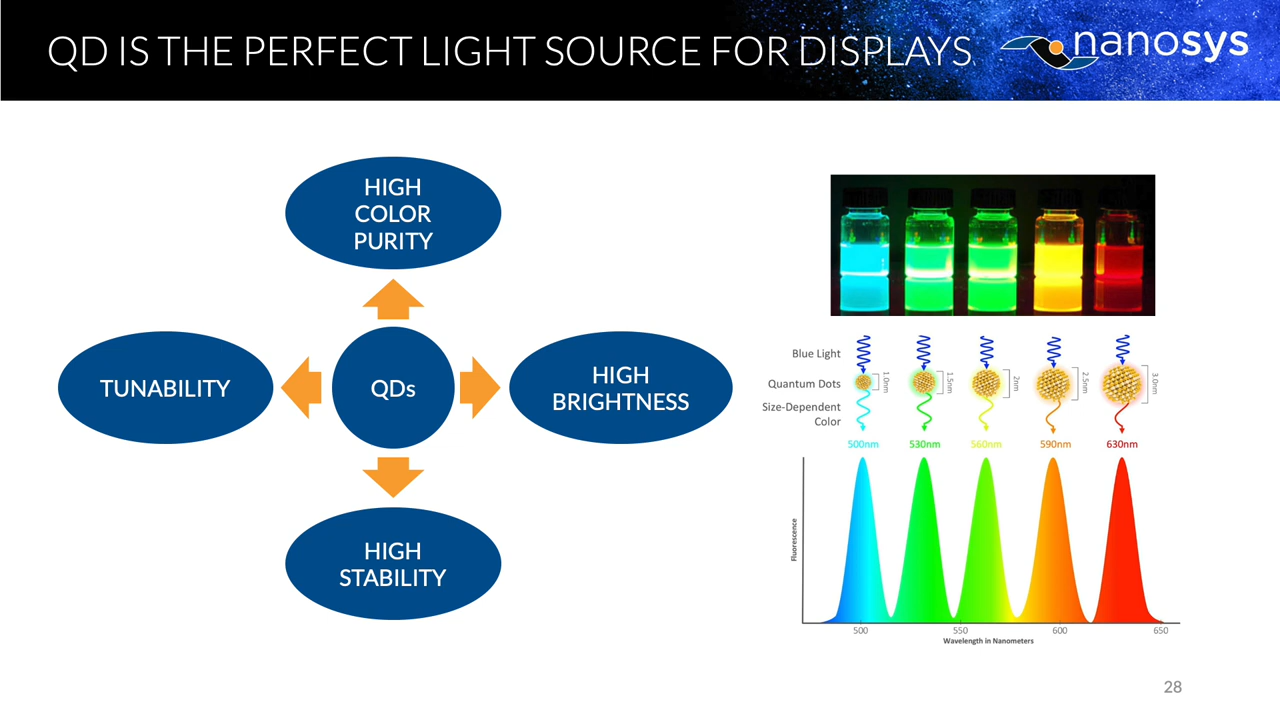 QD IS THE PERFECT LIGHT SOURCE FOR DISPLAYS
nanosys
HIGH
COLOR
PURITY
TUNABILITY
QDs
HIGH
BRIGHTNESS
HIGH
STABILITY
Blue Light
Quantum Dots
1.0nm
1.5nm
2nm
2.5nm
3.0nm
Size-Dependent
Color
500nm
530nm
560nm
590nm
630nm
Fluorescence
500
550
600
650
Wavelength in Nanometers
28